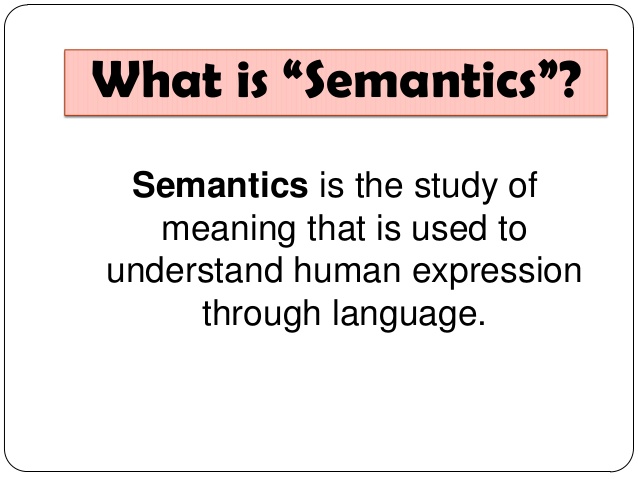 What is “Semantics”?
Semantics is the study of
meaning that is used to
understand human expression
through language.